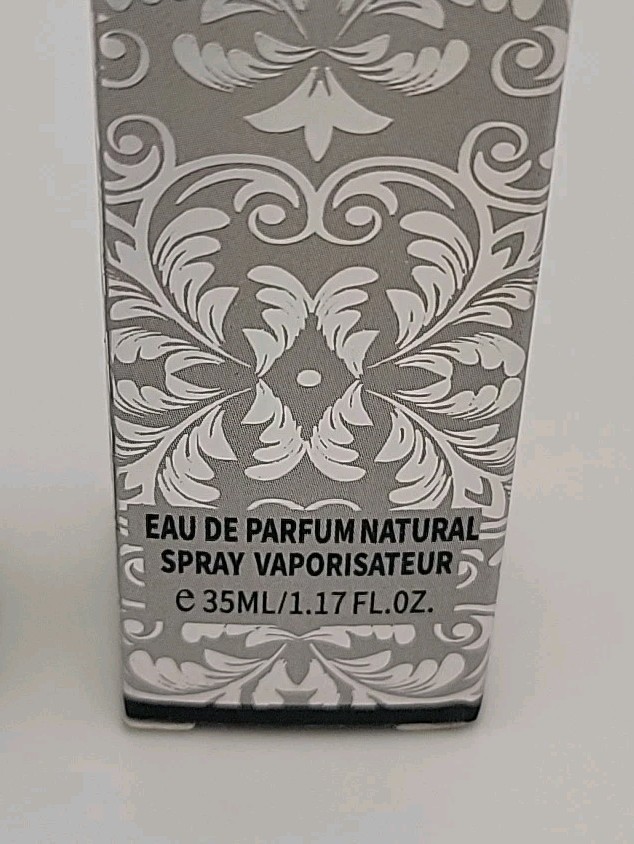 EAU DE PARFUM NATURAL
SPRAY VAPORISATEUR
℮ 35ML/1.17 FL.OZ.